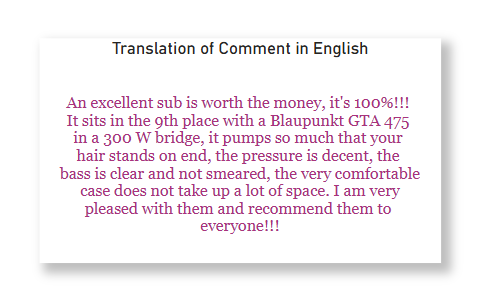 Translation of Comment in English
An excellent sub is worth the money, it's 100%!!!
It sits in the 9th place with a Blaupunkt GTA 475
in a 300 W bridge, it pumps so much that your
hair stands on end, the pressure is decent, the
bass is clear and not smeared, the very comfortable
case does not take up a lot of space. I am very
pleased with them and recommend them to
everyone!!!